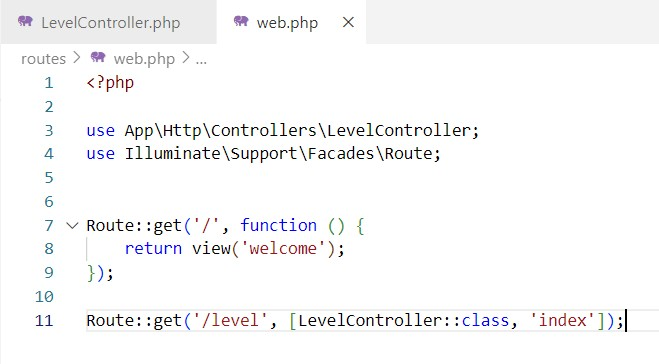 LevelController.php
web.php ×
routes > web.php > ...
1 <?php
2
3 use App\Http\Controllers\LevelController;
4 use Illuminate\Support\Facades\Route;
5
6
7 Route::get('/', function () {
8     return view('welcome');
9 });
10
11 Route::get('/level', [LevelController::class, 'index']);